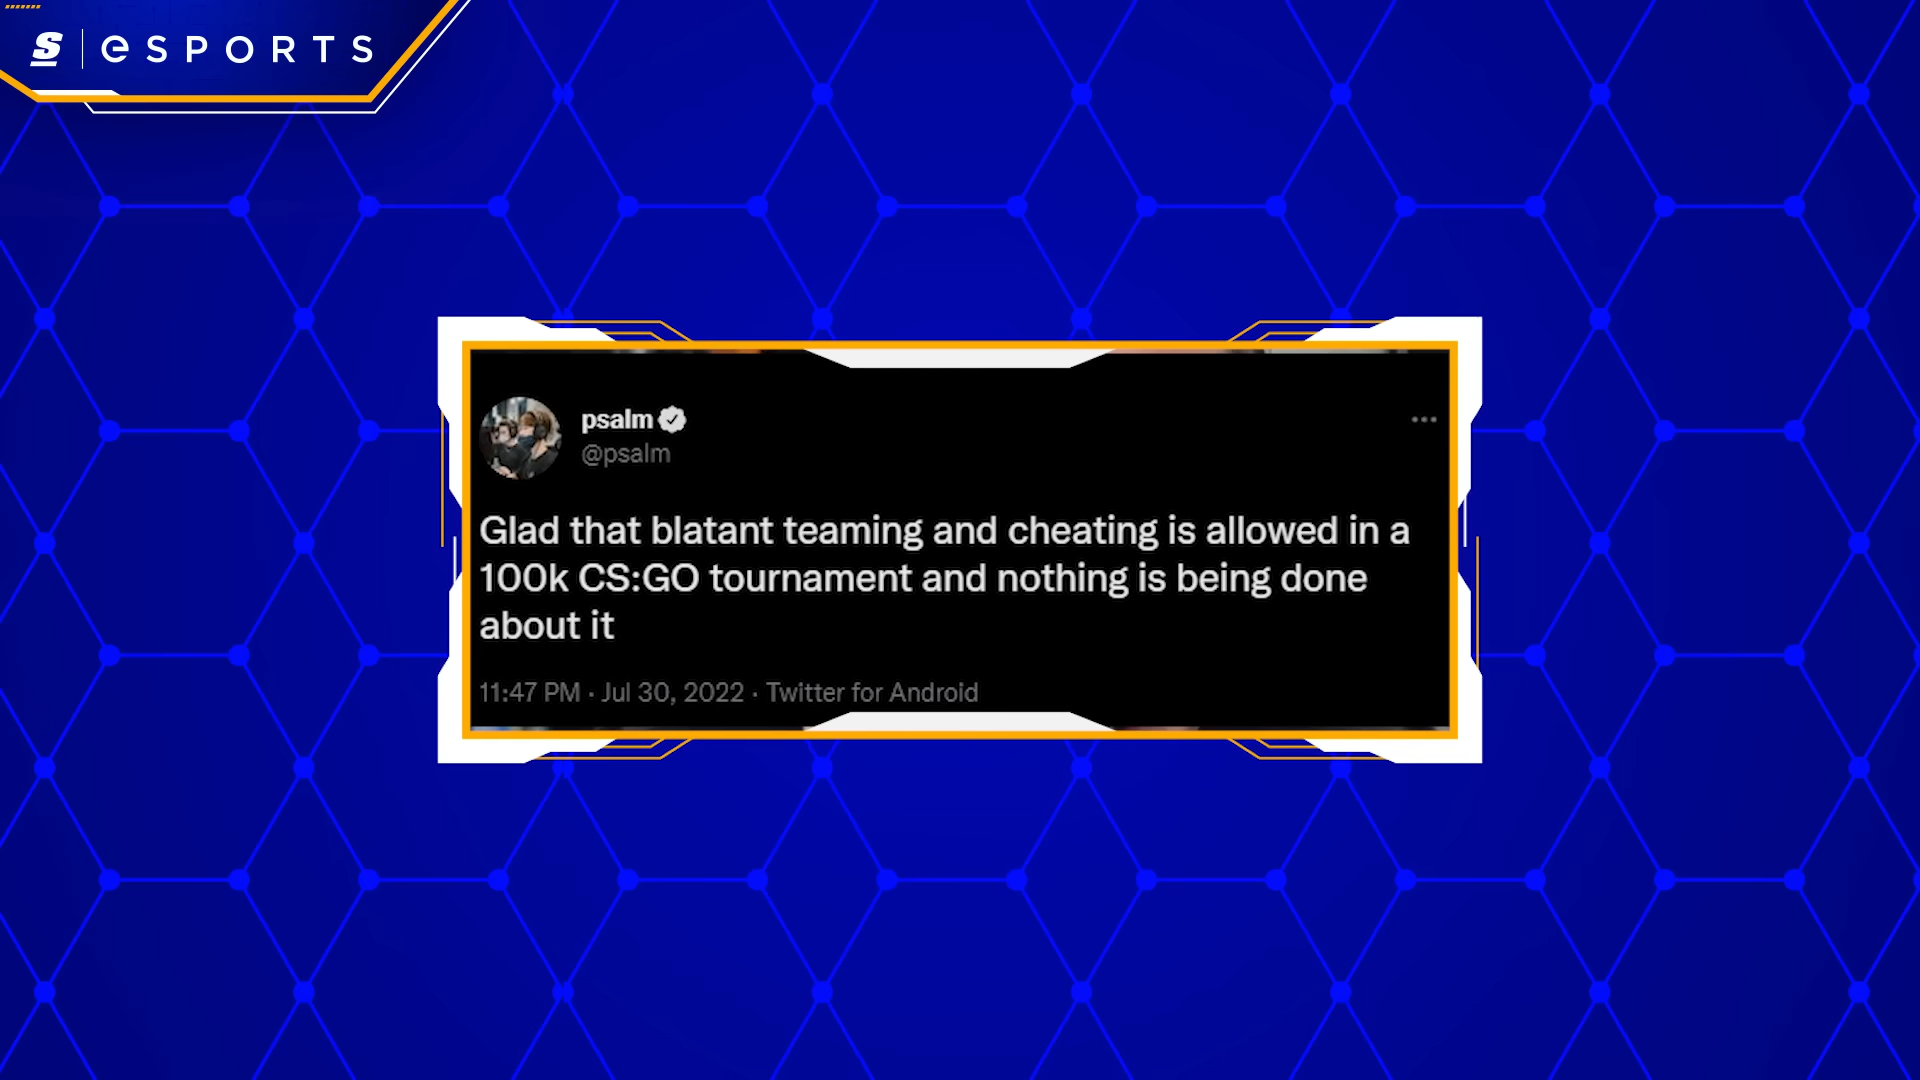 S | eSPORTS
psalm
@psalm
Glad that blatant teaming and cheating is allowed in a
100k CS:GO tournament and nothing is being done
about it
11:47 PM · Jul 30, 2022 · Twitter for Android